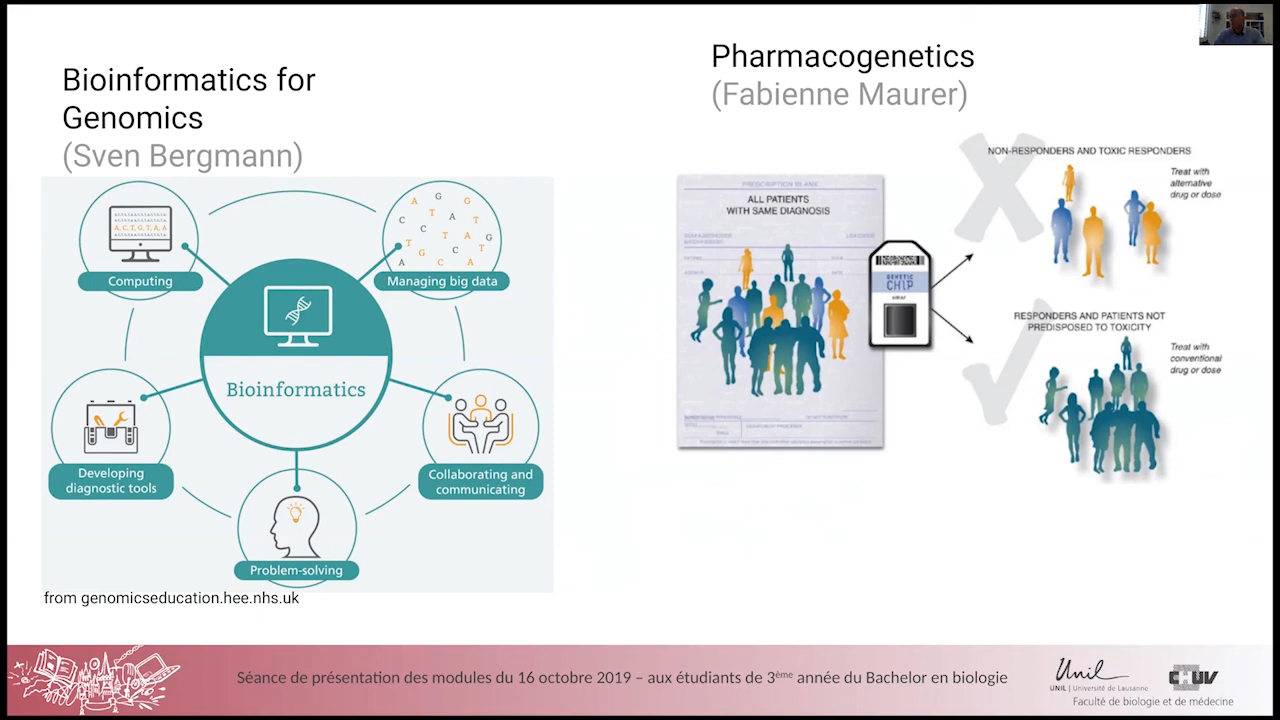 Bioinformatics for
Genomics
(Sven Bergmann)
Pharmacogenetics
(Fabienne Maurer)
A C T G T A A
Computing
Managing big data
Bioinformatics
Developing
diagnostic tools
Collaborating and
communicating
Problem-solving
from genomicseducation.hee.nhs.uk
PRESCRIPTION BLANK
ALL PATIENTS
WITH SAME DIAGNOSIS
GENETIC
CHIP
NON-RESPONDERS AND TOXIC RESPONDERS
Treat with
alternative
drug or dose
RESPONDERS AND PATIENTS NOT
PREDISPOSED TO TOXICITY
Treat with
conventional
drug or dose
Séance de présentation des modules du 16 octobre 2019 – aux étudiants de 3ème année du Bachelor en biologie
Unil
UNIL | Université de Lausanne
CHUV
Faculté de biologie et de médecine